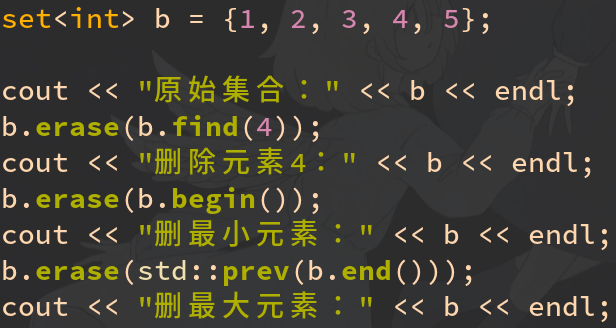 set<int> b = {1, 2, 3, 4, 5};
cout << "原始集合：" << b << endl;
b.erase(b.find(4));
cout << "删除元素4：" << b << endl;
b.erase(b.begin());
cout << "删最小元素：" << b << endl;
b.erase(std::prev(b.end()));
cout << "删最大元素：" << b << endl;